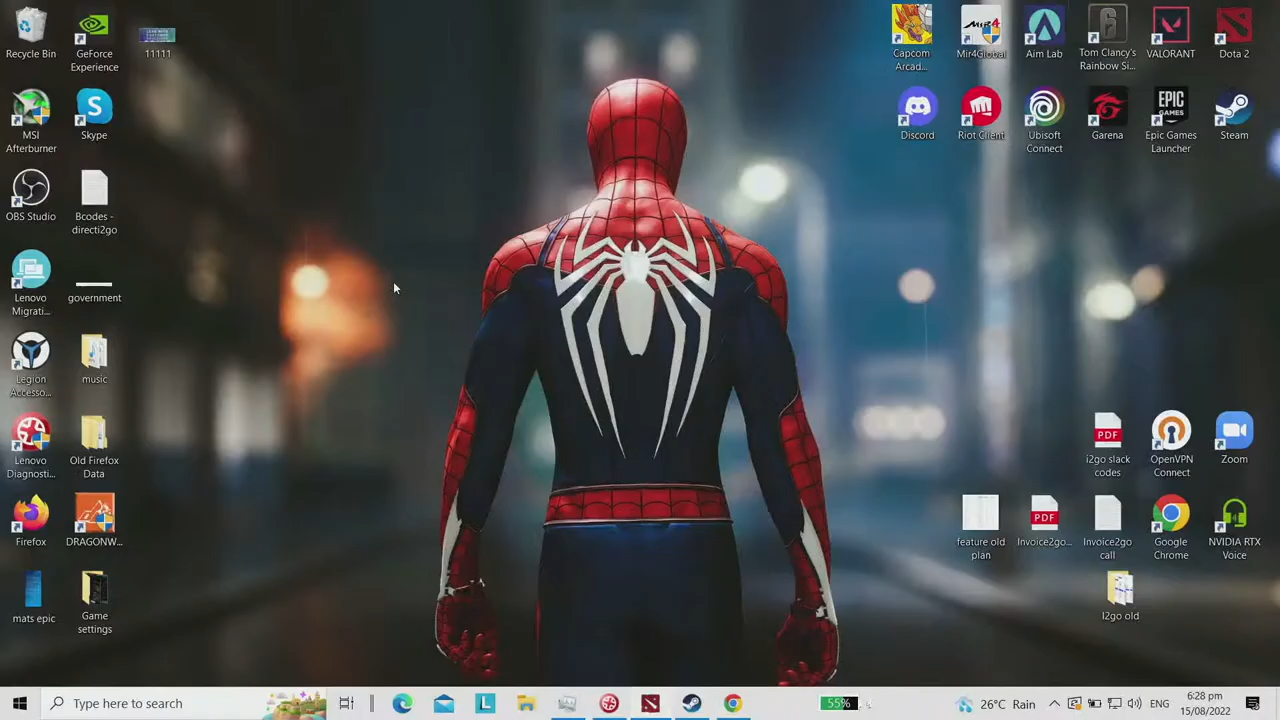 Recycle Bin
GeForce
Experience
11111
MSI
Afterburner
Skype
OBS Studio
Bcodes -
directi2go
Lenovo
Migrati...
government
Legion
Accesso...
music
Lenovo
Diagnosti...
Old Firefox
Data
Firefox
DRAGONW...
mats epic
Game
settings
Capcom
Arcad...
Mir4Global
Aim Lab
Tom Clancy's
Rainbow Si...
VALORANT
Dota 2
Discord
Riot Client
Ubisoft
Connect
Garena
EPIC
GAMES
Epic Games
Launcher
Steam
PDF
i2go slack
codes
OpenVPN
Connect
Zoom
feature old
plan
PDF
Invoice2go...
Invoice2go
call
Google
Chrome
NVIDIA RTX
Voice
I2go old
Type here to search
L
55%
26°C Rain
ENG
6:28 pm
15/08/2022